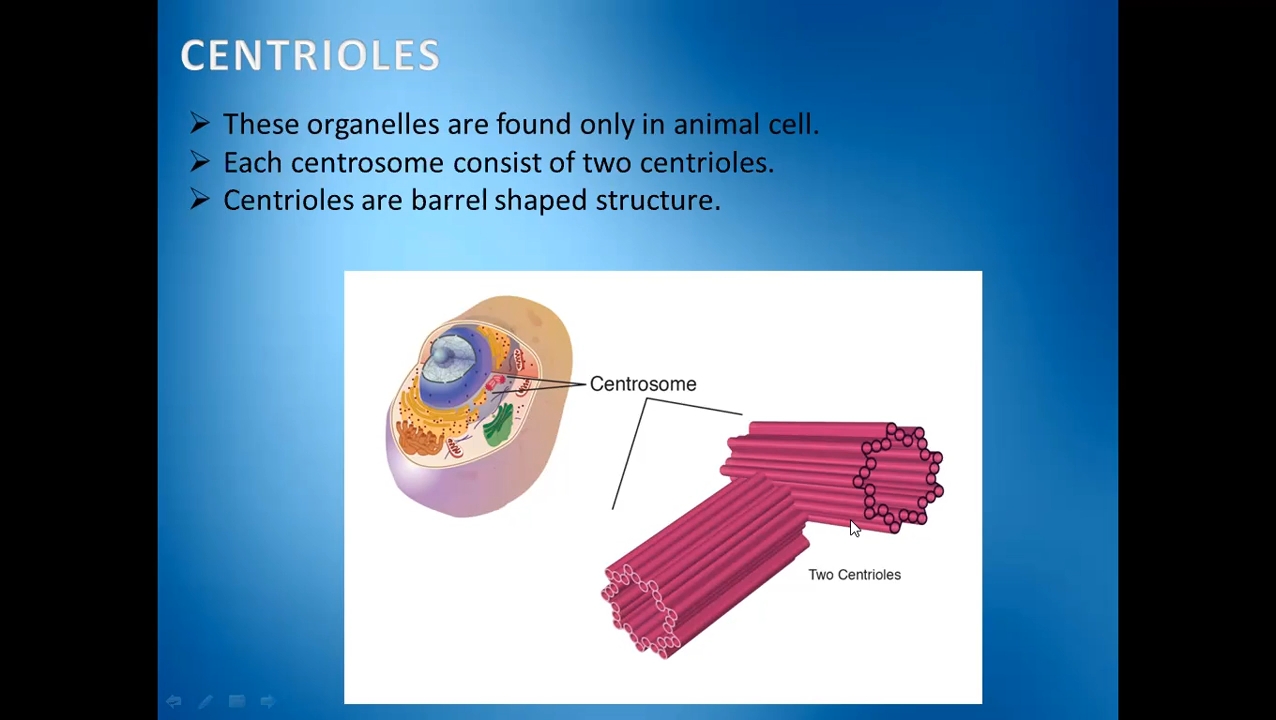 CENTRIOLES
These organelles are found only in animal cell.
Each centrosome consist of two centrioles.
Centrioles are barrel shaped structure.
Centrosome
Two Centrioles